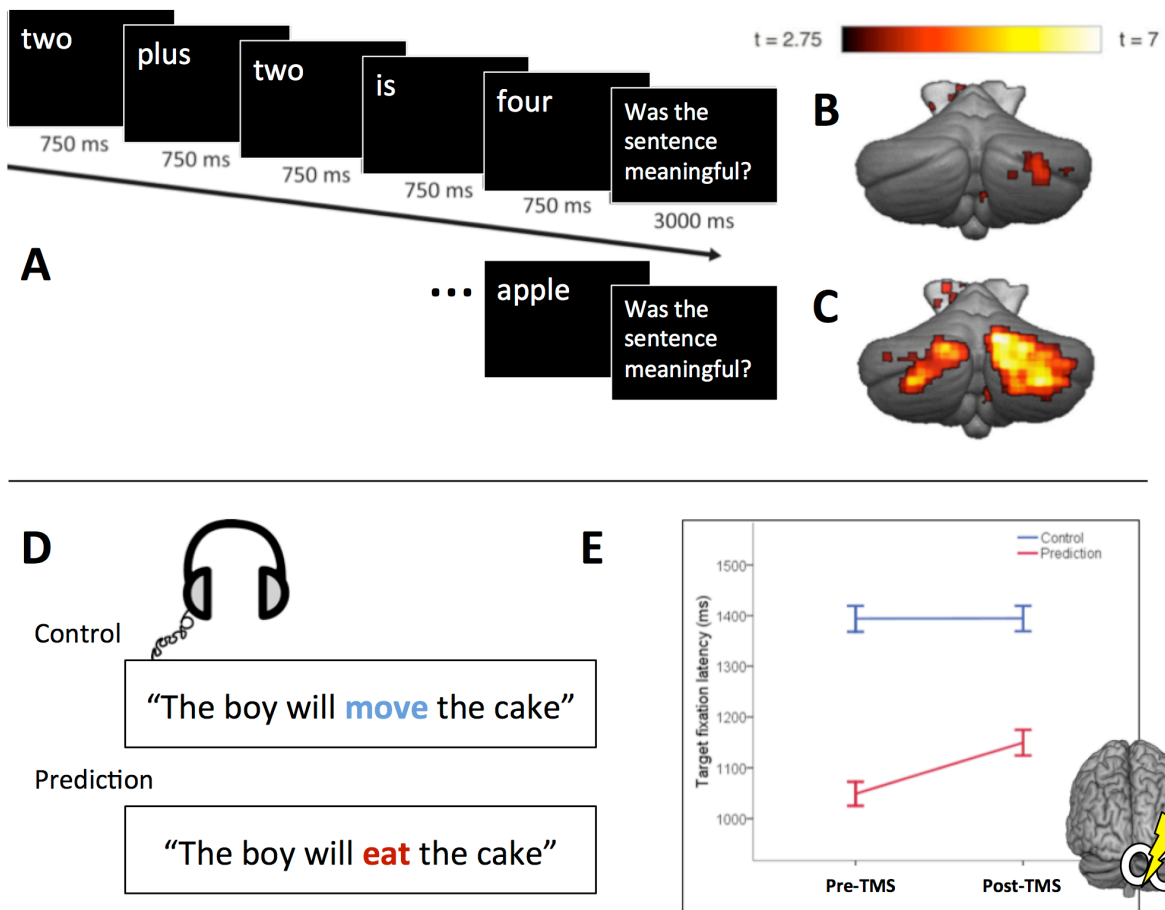 two
plus
two
is
four
Was the
sentence
meaningful?
750 ms
750 ms
750 ms
750 ms
750 ms
3000 ms
A
... apple
Was the
sentence
meaningful?
t = 2.75
t = 7
B
C
D
Control
“The boy will move the cake”
Prediction
“The boy will eat the cake”
E
Control
Prediction
Target fixation latency (ms)
1500
1400
1300
1200
1100
1000
Pre-TMS
Post-TMS